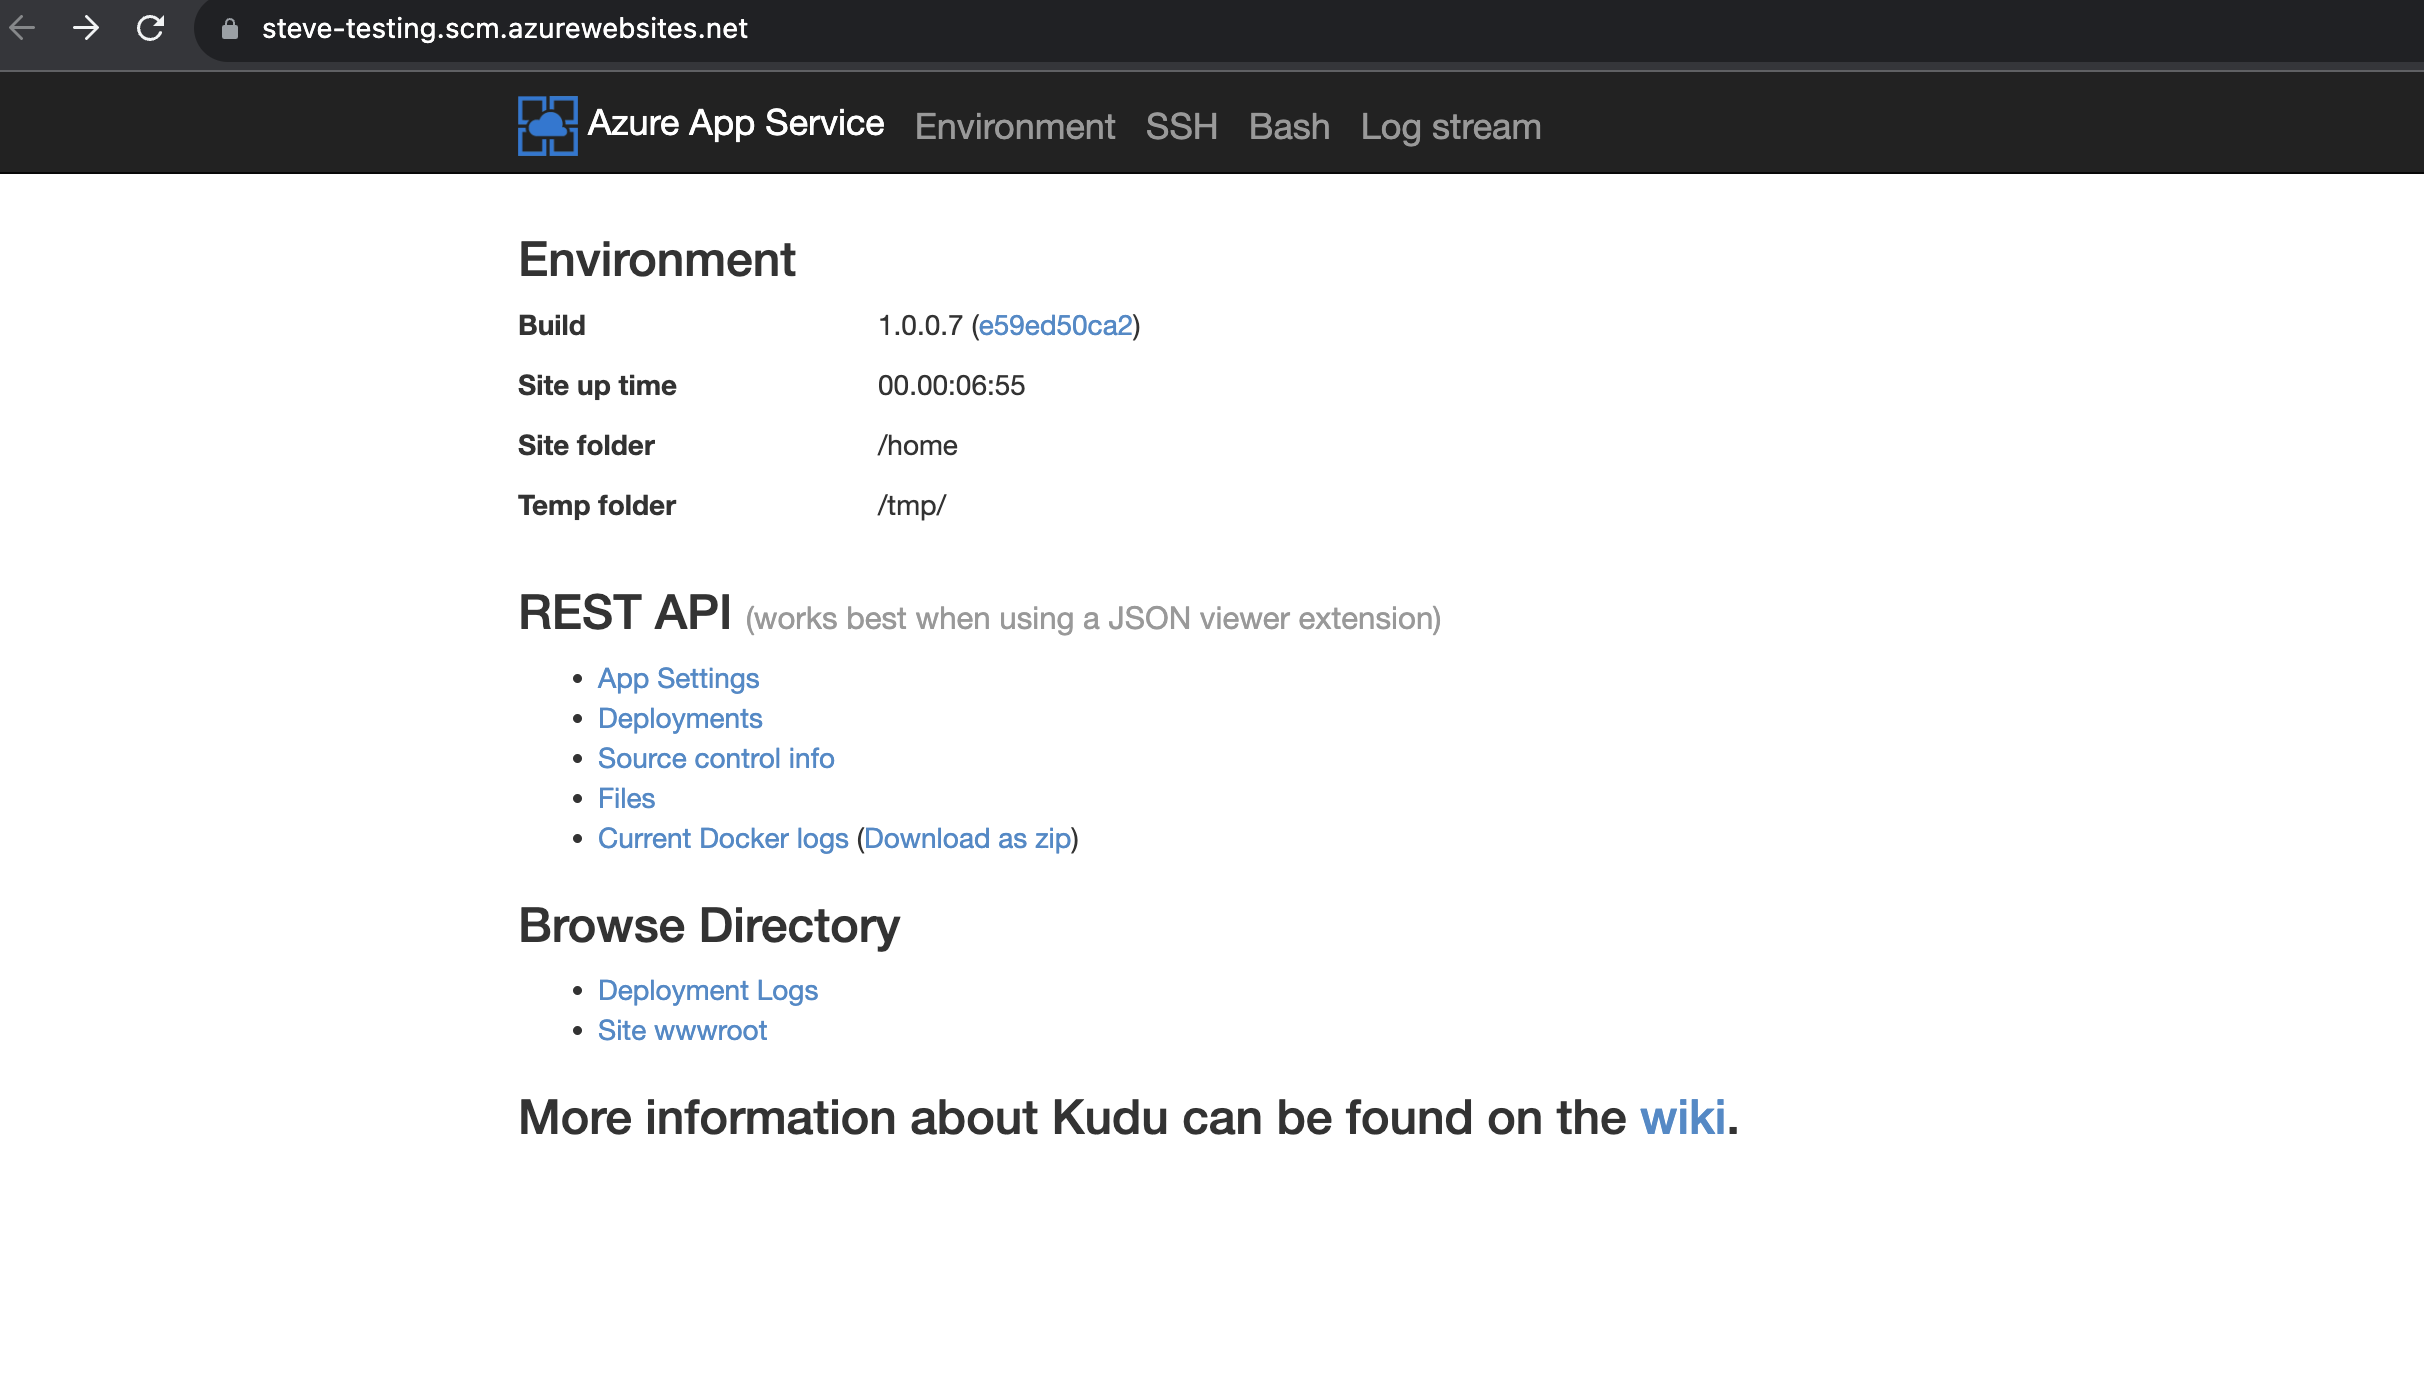 steve-testing.scm.azurewebsites.net
Azure App Service Environment SSH Bash Log stream
Environment
Build 1.0.0.7 (e59ed50ca2)
Site up time 00.00:06:55
Site folder /home
Temp folder /tmp/
REST API (works best when using a JSON viewer extension)
• App Settings
• Deployments
• Source control info
• Files
• Current Docker logs (Download as zip)
Browse Directory
• Deployment Logs
• Site wwwroot
More information about Kudu can be found on the wiki.